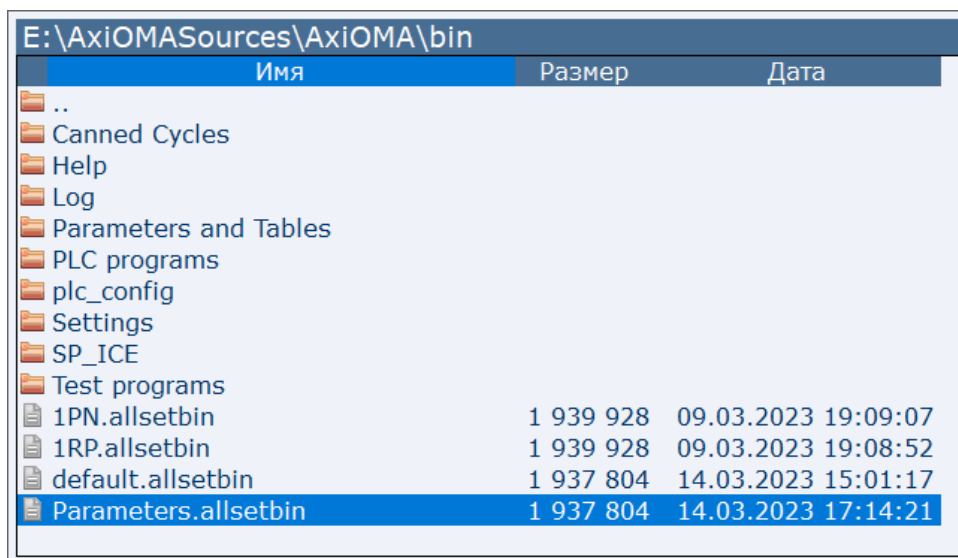 E:\AxiOMASources\AxiOMA\bin
Имя Размер Дата
..
Canned Cycles
Help
Log
Parameters and Tables
PLC programs
plc_config
Settings
SP_ICE
Test programs
1PN.allsetbin 1 939 928 09.03.2023 19:09:07
1RP.allsetbin 1 939 928 09.03.2023 19:08:52
default.allsetbin 1 937 804 14.03.2023 15:01:17
Parameters.allsetbin 1 937 804 14.03.2023 17:14:21